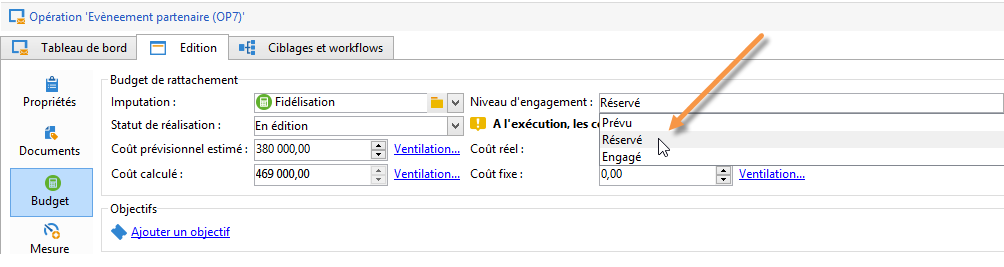 Opération 'Evèneement partenaire (OP7)'
Tableau de bord
Edition
Ciblages et workflows
Propriétés
Documents
Budget
Mesure
Budget de rattachement
Imputation :
Fidélisation
Niveau d'engagement :
Réservé
Statut de réalisation :
En édition
A l'exécution, les c
Prévu
Réservé
Engagé
Coût prévisionnel estimé :
380 000,00
Ventilation...
Coût réel :
Coût calculé :
469 000,00
Ventilation...
Coût fixe :
0,00
Ventilation...
Objectifs
Ajouter un objectif